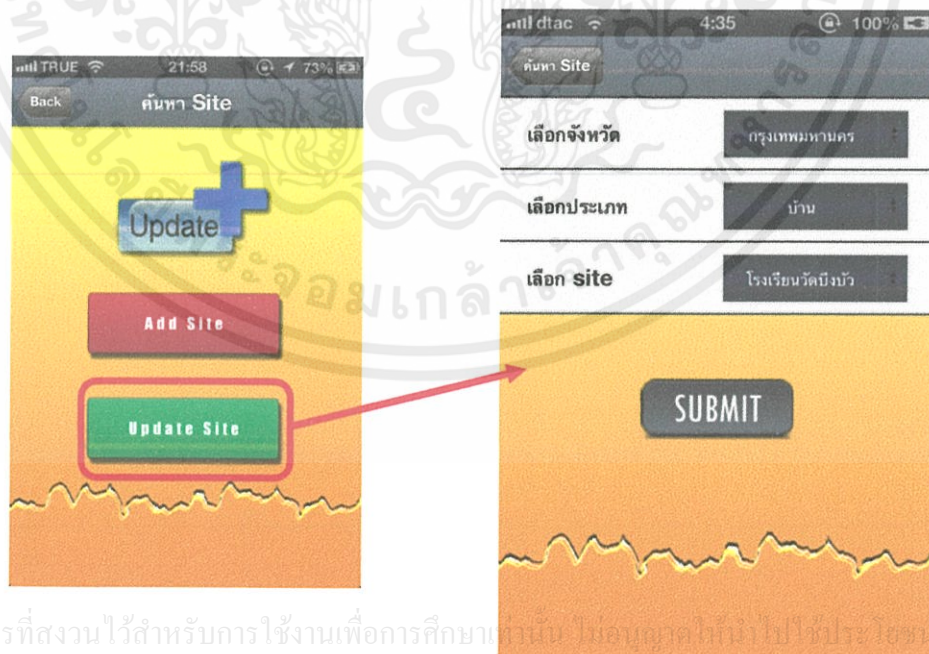 TRUE 21:58 73%
Back ค้นหา Site
Update
Add Site
Update Site
dtac 4:35 100%
ค้นหา Site
เลือกจังหวัด กรุงเทพมหานคร
เลือกประเภท บ้าน
เลือก site โรงเรียนวัดบึงบัว
SUBMIT
รที่สงวนไว้สำหรับการใช้งานเพื่อการศึกษาเท่านั้น ไม่อนุญาตให้นำไปใช้ประโยชน